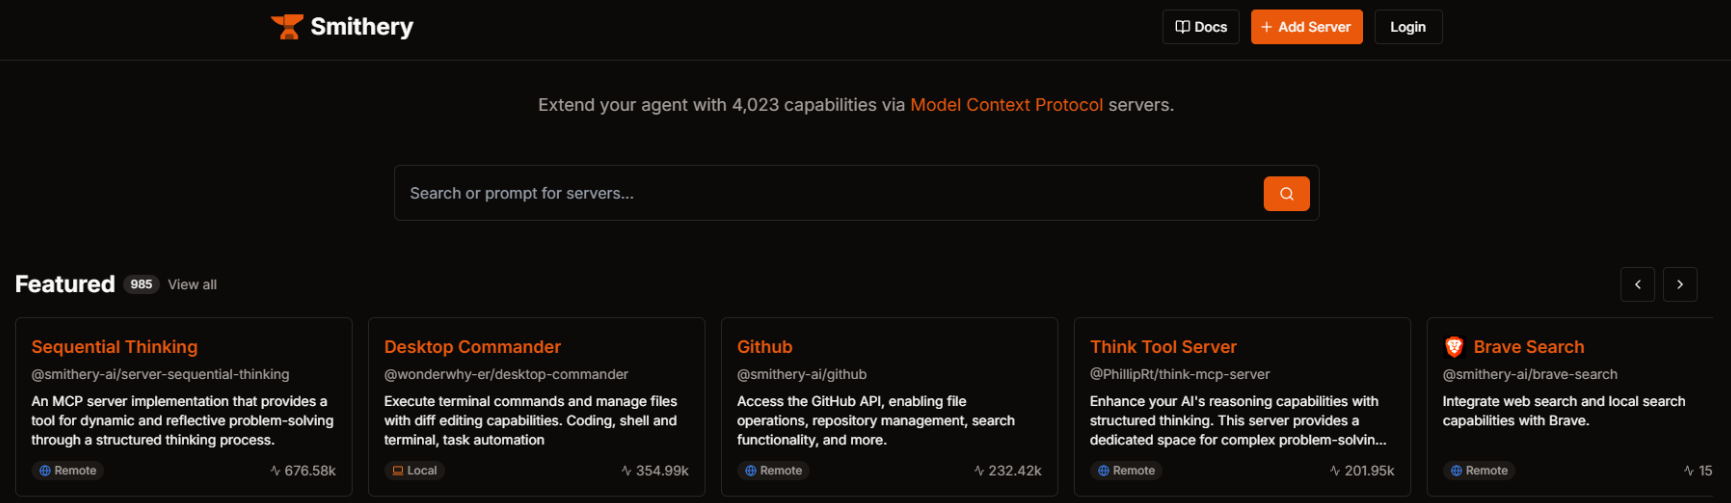 Smithery
Docs
+ Add Server
Login
Extend your agent with 4,023 capabilities via Model Context Protocol servers.
Search or prompt for servers...
Featured 985 View all
Sequential Thinking
@smithery-ai/server-sequential-thinking
An MCP server implementation that provides a
tool for dynamic and reflective problem-solving
through a structured thinking process.
Remote 676.58k
Desktop Commander
@wonderwhy-er/desktop-commander
Execute terminal commands and manage files
with diff editing capabilities. Coding, shell and
terminal, task automation
Local 354.99k
Github
@smithery-ai/github
Access the GitHub API, enabling file
operations, repository management, search
functionality, and more.
Remote 232.42k
Think Tool Server
@PhillipRt/think-mcp-server
Enhance your AI's reasoning capabilities with
structured thinking. This server provides a
dedicated space for complex problem-solvin...
Remote 201.95k
Brave Search
@smithery-ai/brave-search
Integrate web search and local search
capabilities with Brave.
Remote 15